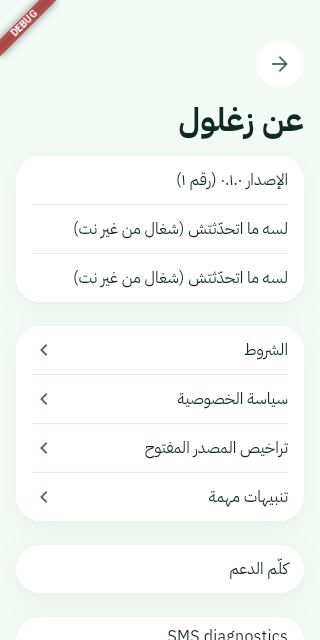 DEBUG
عن زغلول
الإصدار ٠.١.٠ (رقم ١)
لسه ما اتحدّثتش (شغال من غير نت)
لسه ما اتحدّثتش (شغال من غير نت)
الشروط
سياسة الخصوصية
تراخيص المصدر المفتوح
تنبيهات مهمة
كلّم الدعم
SMS diagnostics